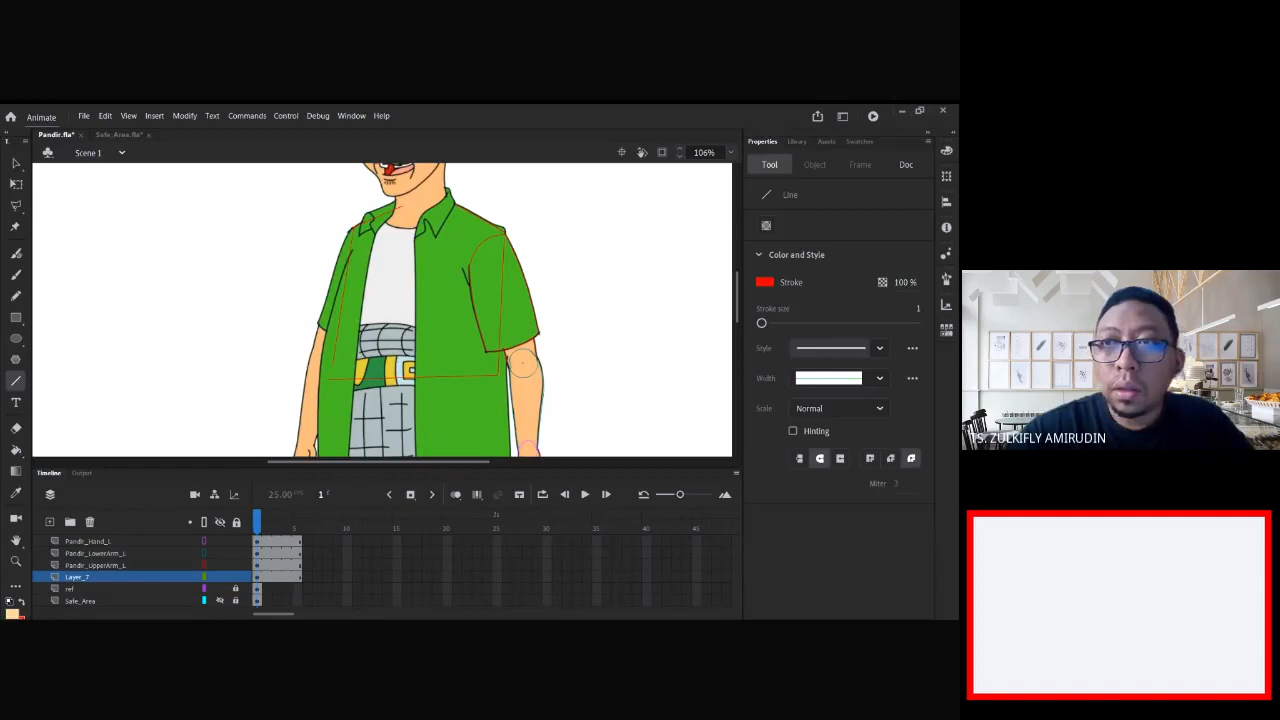 Animate File Edit View Insert Modify Text Commands Control Debug Window Help
Pandir.fla* × Safe_Area.fla* ×
Scene 1 106%
Properties Library Assets Swatches
Tool Object Frame Doc
Line
Color and Style
Stroke 100 %
Stroke size 1
Style
Width
Scale Normal
Hinting
Miter 3
TS. ZULKIFLY AMIRUDIN
Timeline Output
25.00 FPS 1 F
1s
5 10 15 20 25 30 35 40 45
Pandir_Hand_L
Pandir_LowerArm_L
Pandir_UpperArm_L
Layer_7
ref
Safe_Area